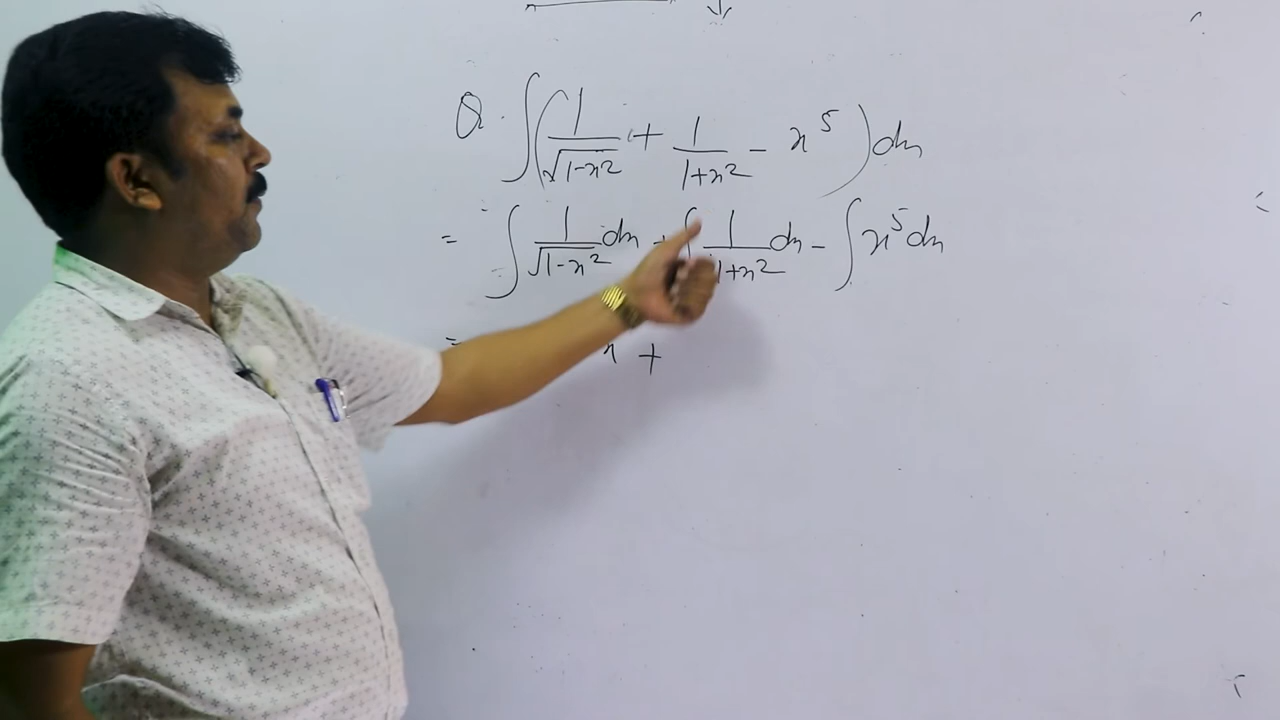 Q. ∫(1/√1-x² + 1/1+x² - x⁵)dx
= ∫ 1/√1-x² dx + ∫ 1/1+x² dx - ∫ x⁵ dx
= x +